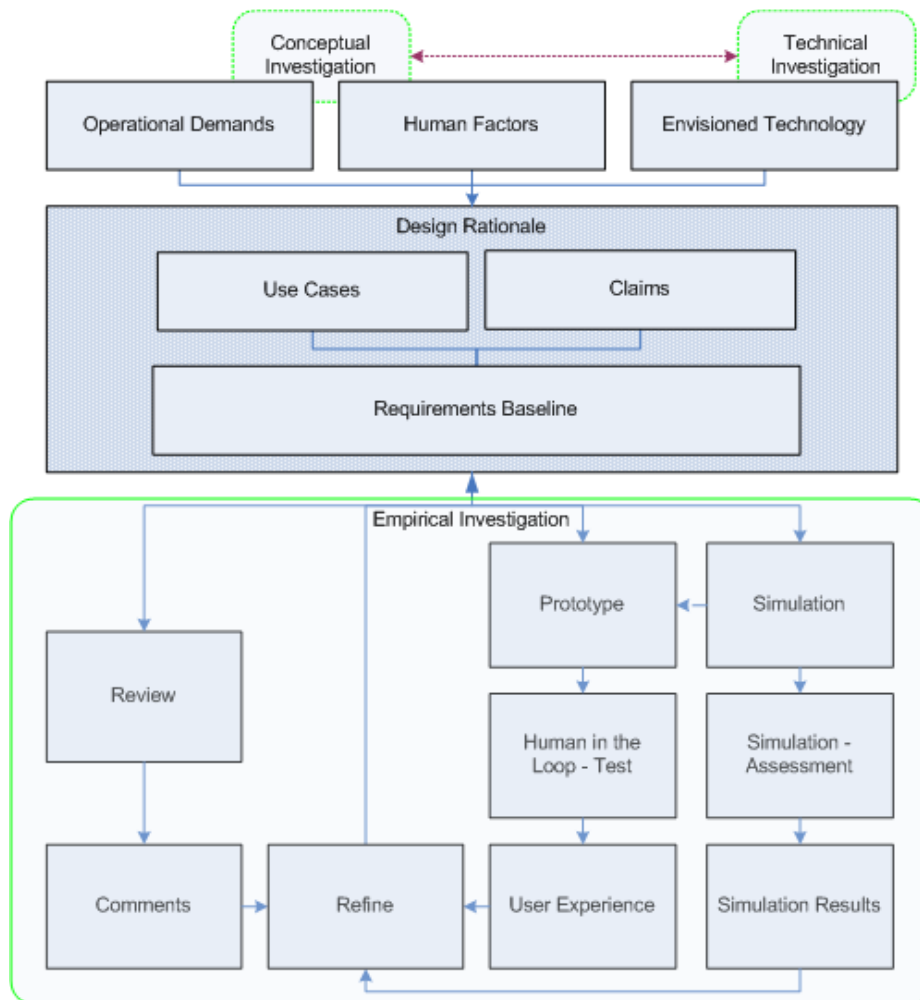 Conceptual
Investigation
Technical
Investigation
Operational Demands
Human Factors
Envisioned Technology
Design Rationale
Use Cases
Claims
Requirements Baseline
Empirical Investigation
Prototype
Simulation
Review
Human in the
Loop - Test
Simulation -
Assessment
Comments
Refine
User Experience
Simulation Results